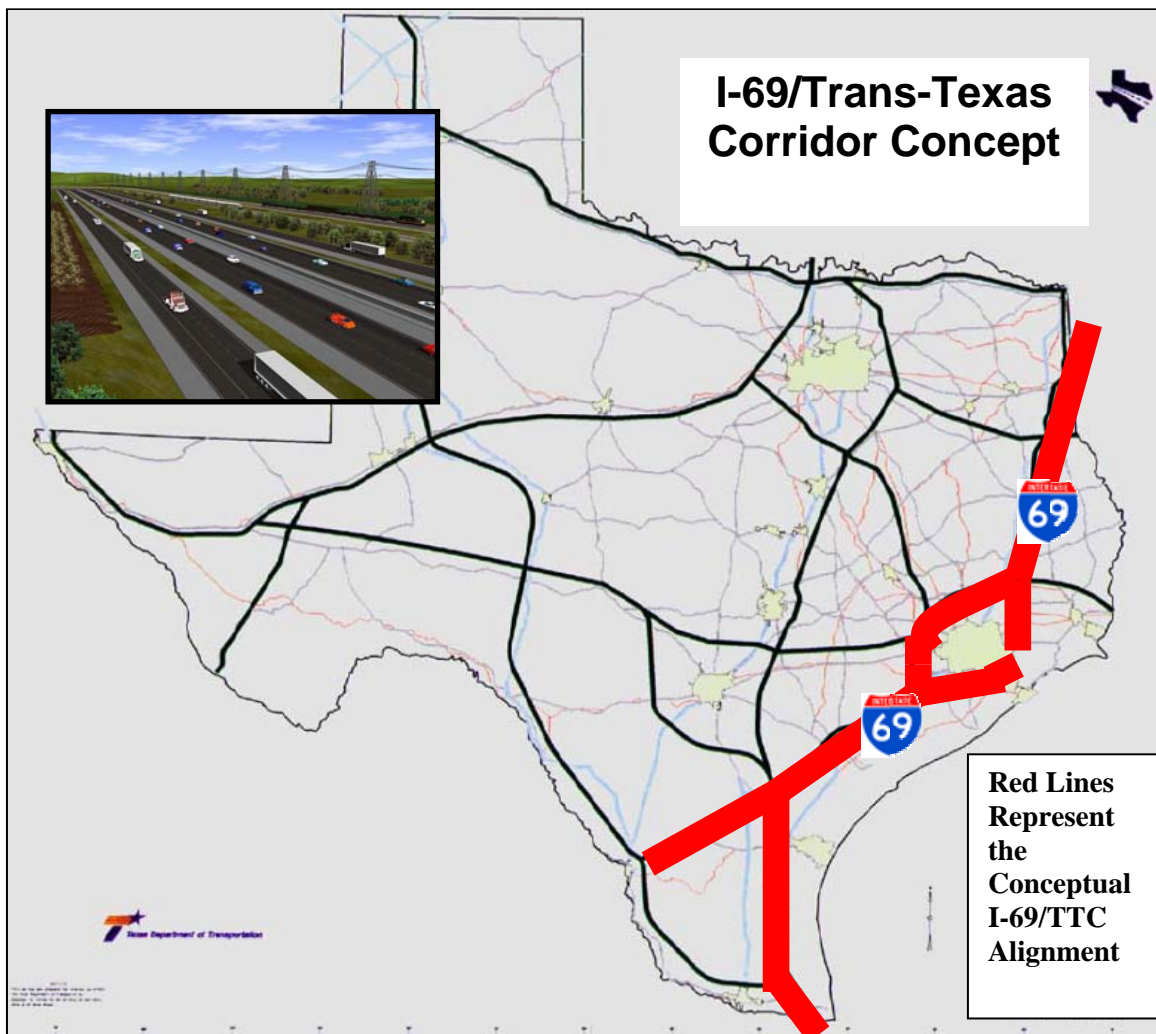 I-69/Trans-Texas
Corridor Concept
INTERSTATE
69
INTERSTATE
69
Red Lines
Represent
the
Conceptual
I-69/TTC
Alignment
Texas Department of Transportation